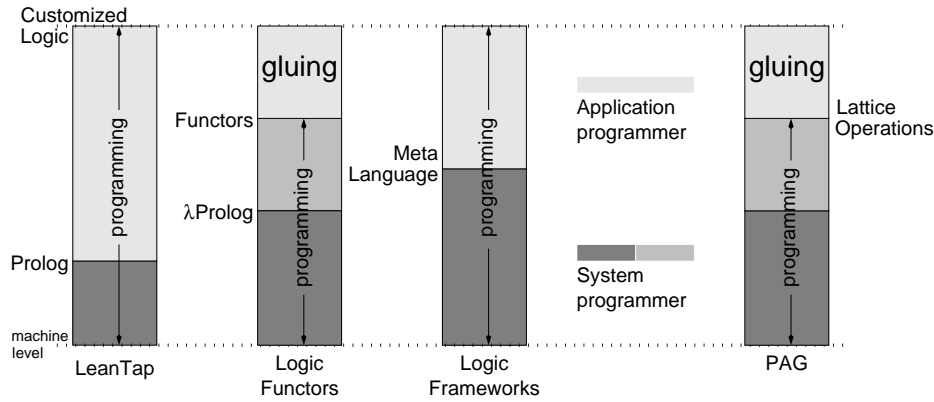 Customized
Logic
gluing
gluing
Application
programmer
Functors
Lattice
Operations
Meta
Language
programming
programming
programming
programming
λProlog
Prolog
System
programmer
machine
level
LeanTap
Logic
Functors
Logic
Frameworks
PAG